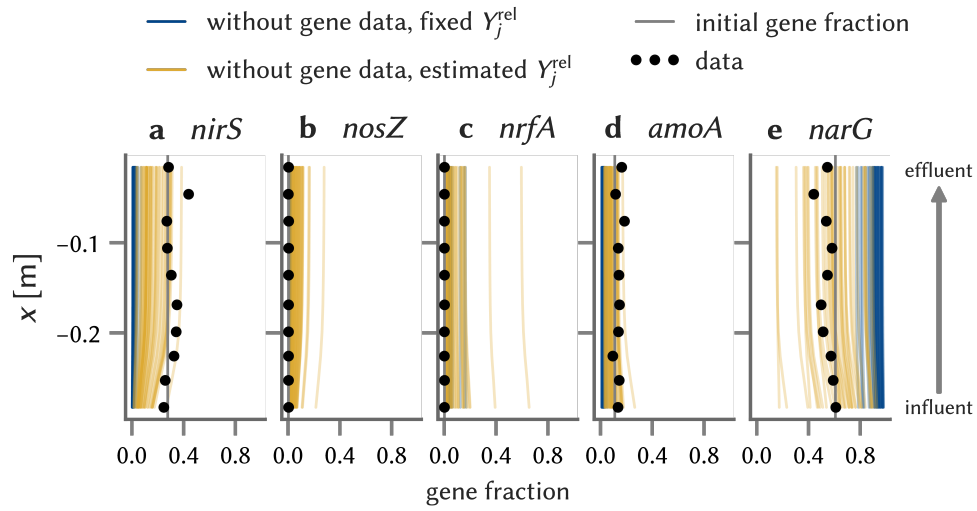 without gene data, fixed Y_j^rel
initial gene fraction
without gene data, estimated Y_j^rel
data
a nirS
b nosZ
c nrfA
d amoA
e narG
effluent
−0.1
−0.2
x [m]
influent
0.0 0.4 0.8 0.0 0.4 0.8 0.0 0.4 0.8 0.0 0.4 0.8 0.0 0.4 0.8
gene fraction